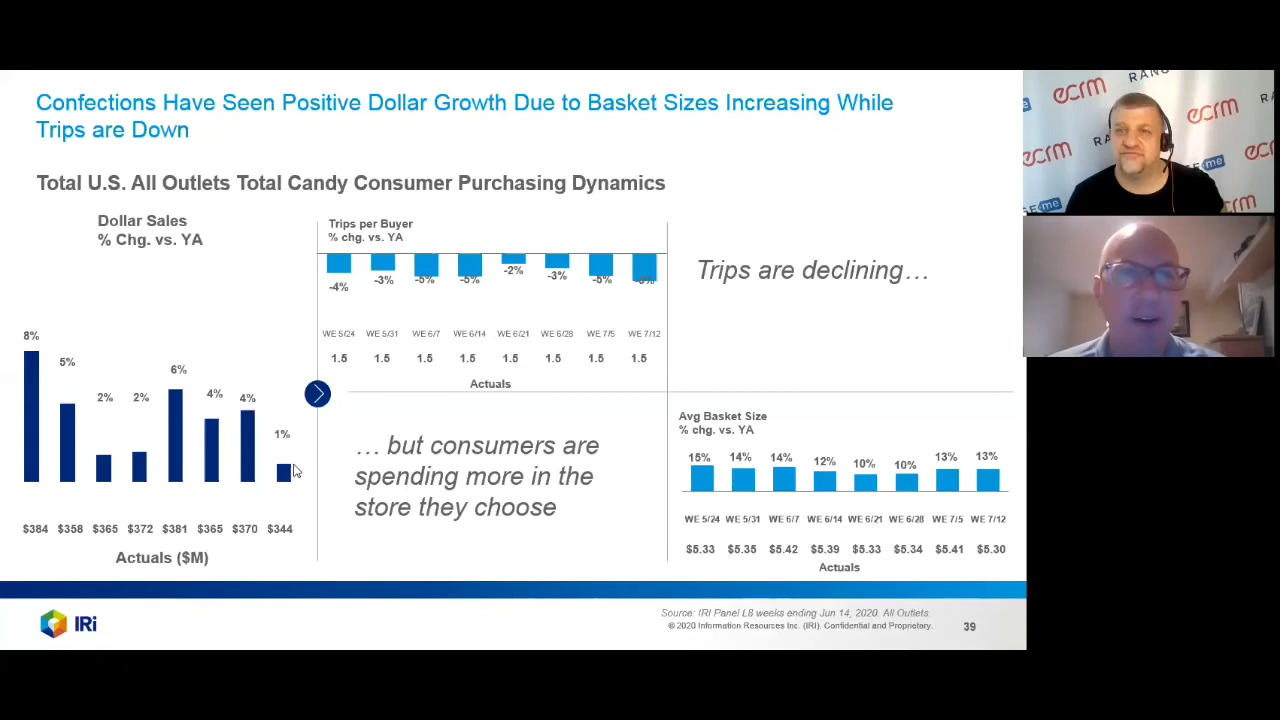 Confections Have Seen Positive Dollar Growth Due to Basket Sizes Increasing While
Trips are Down
Total U.S. All Outlets Total Candy Consumer Purchasing Dynamics
Dollar Sales
% Chg. vs. YA
8%
5%
2%
2%
6%
4%
4%
1%
$384 $358 $365 $372 $381 $365 $370 $344
Actuals ($M)
Trips per Buyer
% chg. vs. YA
-4%
-3%
-5%
-5%
-2%
-3%
-5%
WE 5/24 WE 5/31 WE 6/7 WE 6/14 WE 6/21 WE 6/28 WE 7/5 WE 7/12
1.5 1.5 1.5 1.5 1.5 1.5 1.5 1.5
Actuals
Trips are declining…
… but consumers are
spending more in the
store they choose
Avg Basket Size
% chg. vs. YA
15% 14% 14% 12% 10% 10% 13% 13%
WE 5/24 WE 5/31 WE 6/7 WE 6/14 WE 6/21 WE 6/28 WE 7/5 WE 7/12
$5.33 $5.35 $5.42 $5.39 $5.33 $5.34 $5.41 $5.30
Actuals
IRi
Source: IRI Panel L8 weeks ending Jun 14, 2020. All Outlets.
© 2020 Information Resources Inc. (IRI). Confidential and Proprietary.
39
ecrm
ecrm
ecrm